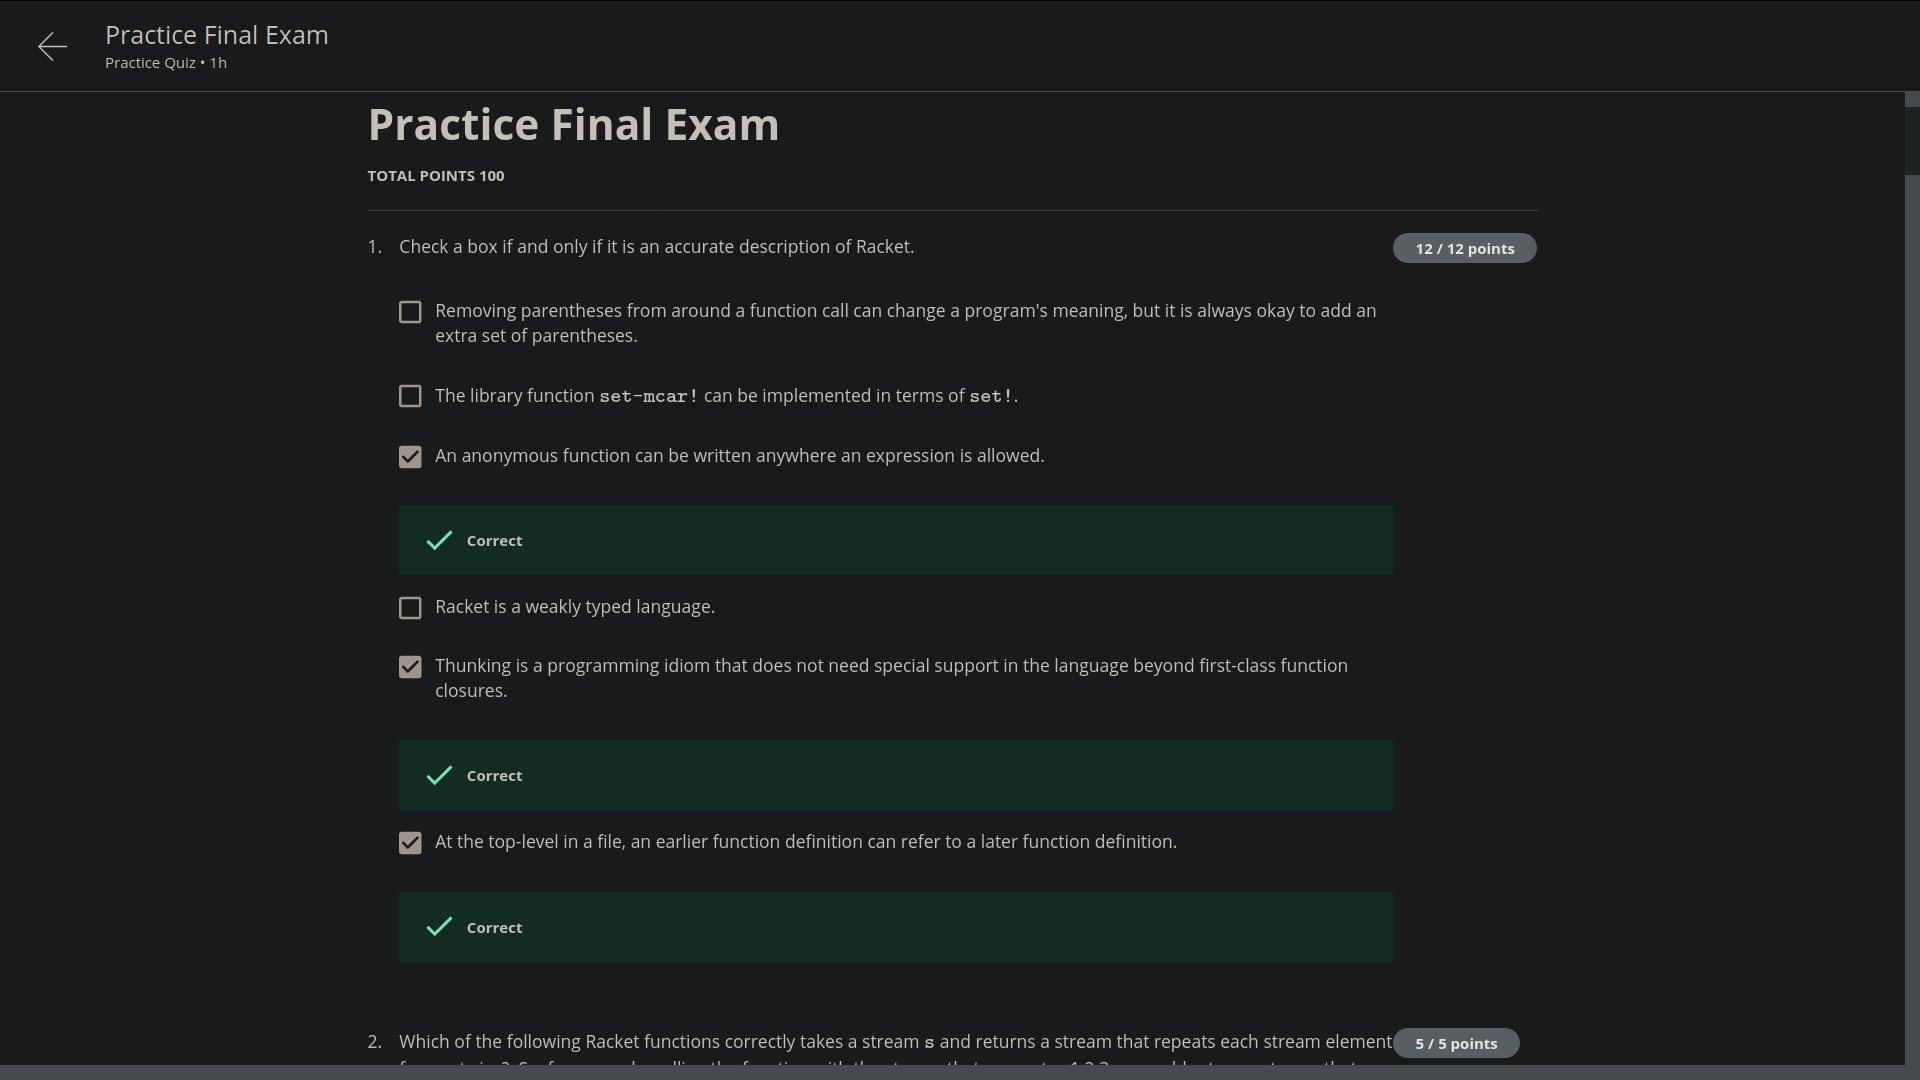 Practice Final Exam
Practice Quiz • 1h
Practice Final Exam
TOTAL POINTS 100
1. Check a box if and only if it is an accurate description of Racket.
12 / 12 points
Removing parentheses from around a function call can change a program's meaning, but it is always okay to add an
extra set of parentheses.
The library function set-mcar! can be implemented in terms of set!.
An anonymous function can be written anywhere an expression is allowed.
Correct
Racket is a weakly typed language.
Thunking is a programming idiom that does not need special support in the language beyond first-class function
closures.
Correct
At the top-level in a file, an earlier function definition can refer to a later function definition.
Correct
2. Which of the following Racket functions correctly takes a stream s and returns a stream that repeats each stream element
5 / 5 points